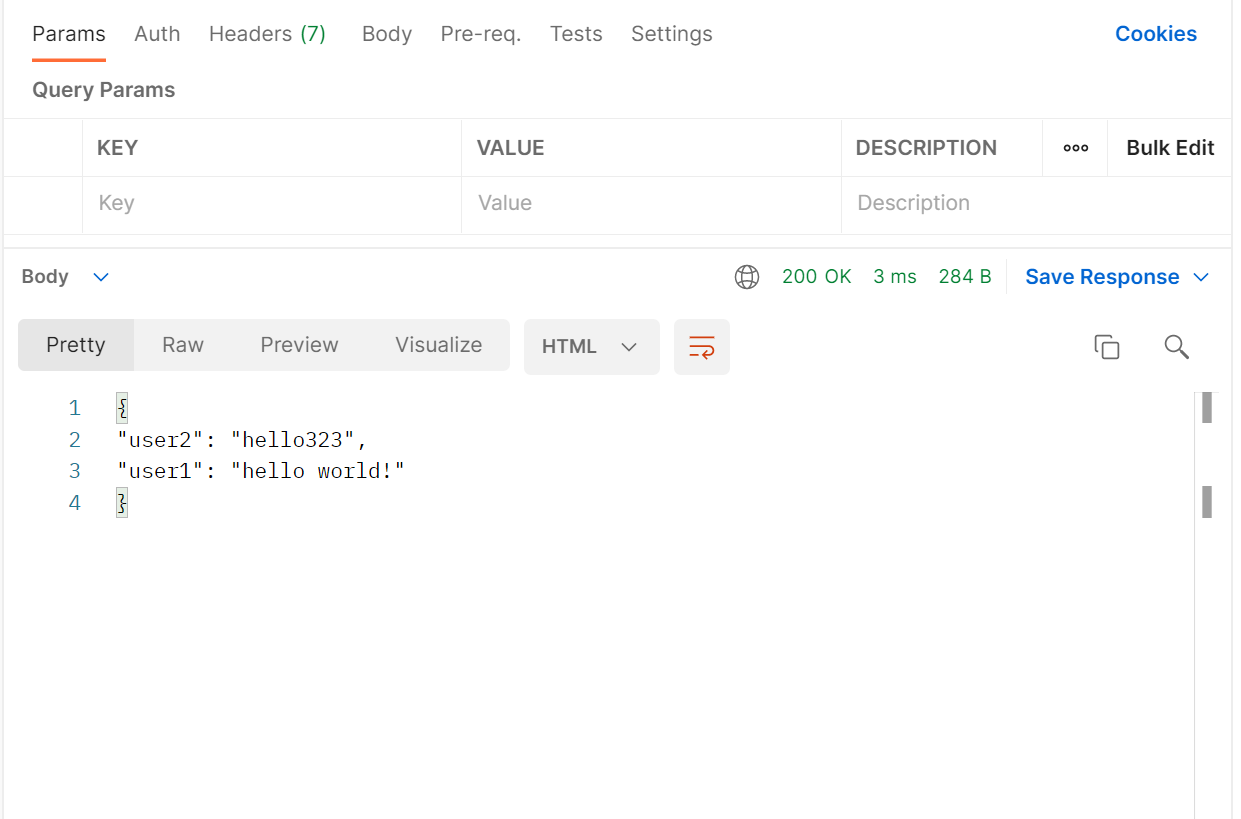 Params Auth Headers (7) Body Pre-req. Tests Settings Cookies
Query Params
KEY VALUE DESCRIPTION ooo Bulk Edit
Key Value Description
Body 200 OK 3 ms 284 B Save Response
Pretty Raw Preview Visualize HTML
1 {
2 "user2": "hello323",
3 "user1": "hello world!"
4 }